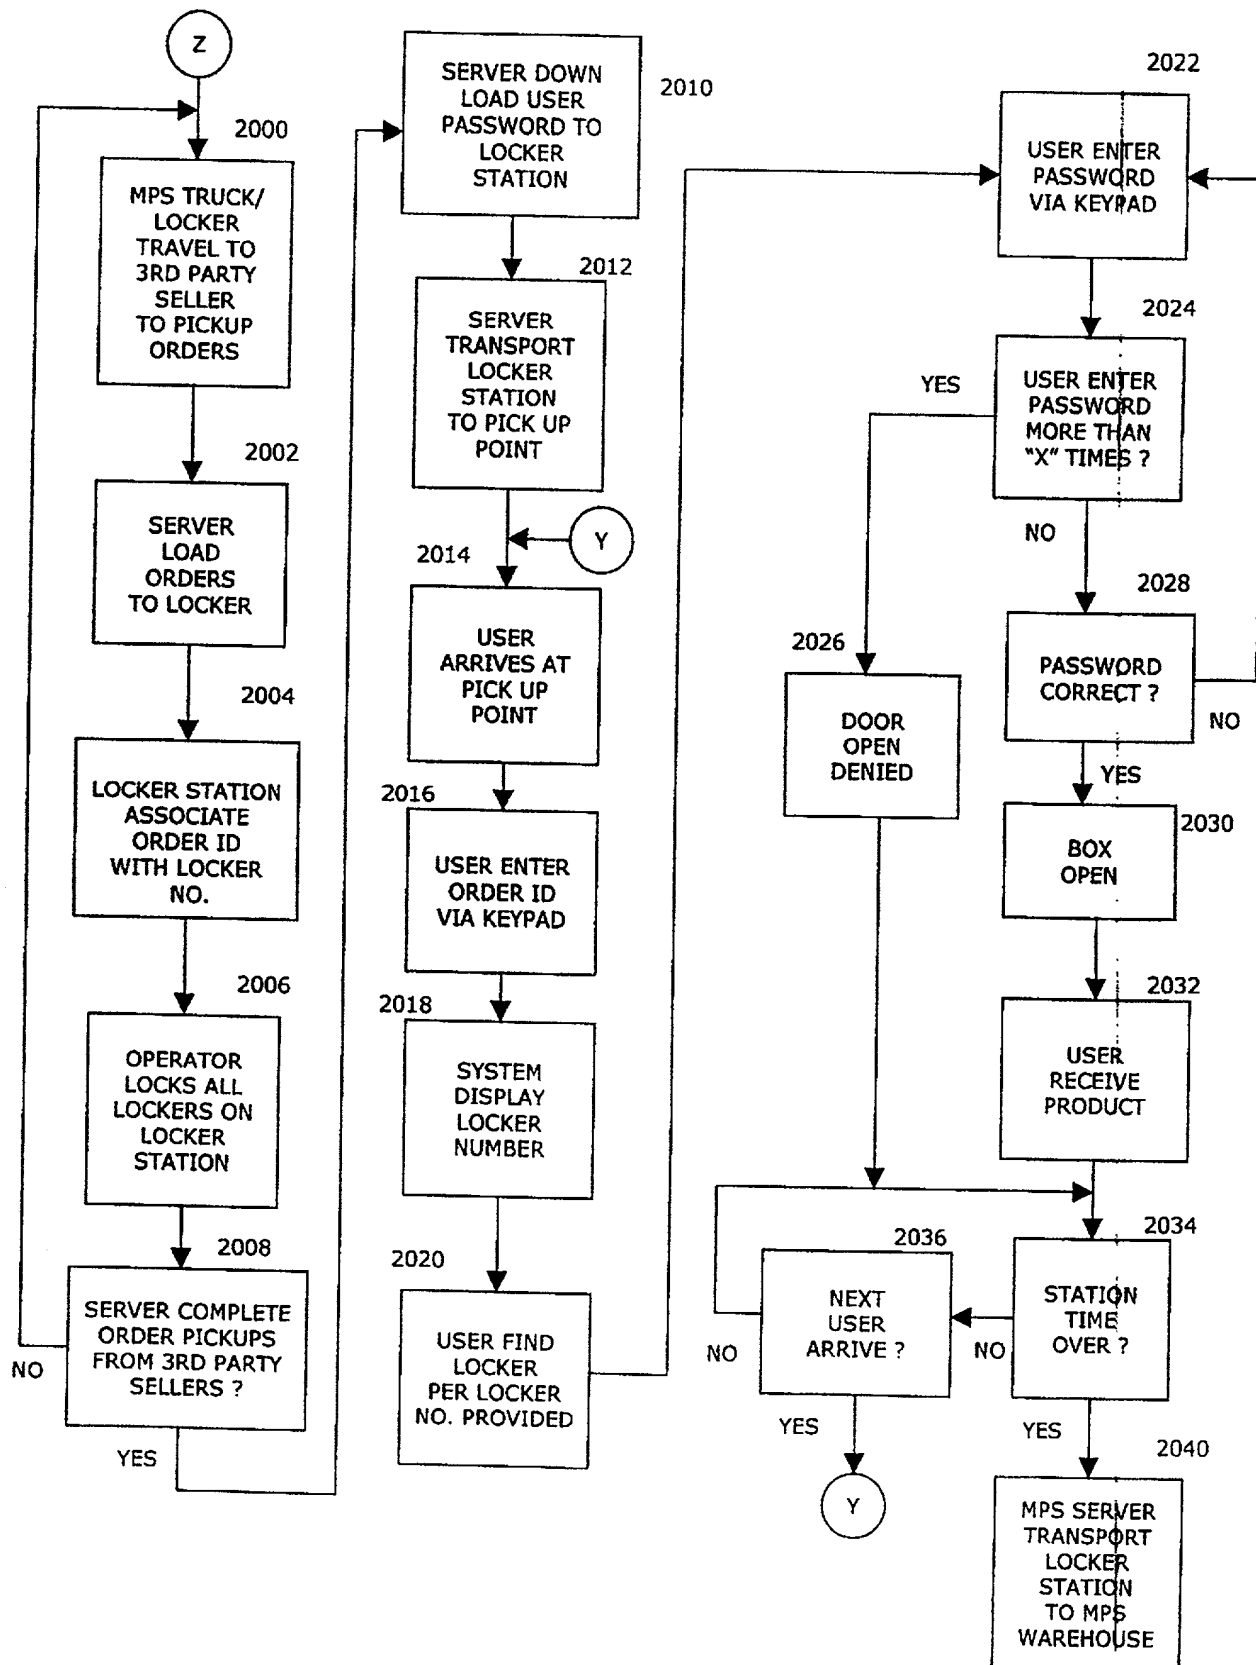 Z
2000
MPS TRUCK/
LOCKER
TRAVEL TO
3RD PARTY
SELLER
TO PICKUP
ORDERS
2002
SERVER
LOAD
ORDERS
TO LOCKER
2004
LOCKER STATION
ASSOCIATE
ORDER ID
WITH LOCKER
NO.
2006
OPERATOR
LOCKS ALL
LOCKERS ON
LOCKER
STATION
2008
SERVER COMPLETE
ORDER PICKUPS
FROM 3RD PARTY
SELLERS ?
NO
YES
SERVER DOWN
LOAD USER
PASSWORD TO
LOCKER
STATION
2010
2012
SERVER
TRANSPORT
LOCKER
STATION
TO PICK UP
POINT
Y
2014
USER
ARRIVES AT
PICK UP
POINT
2016
USER ENTER
ORDER ID
VIA KEYPAD
2018
SYSTEM
DISPLAY
LOCKER
NUMBER
2020
USER FIND
LOCKER
PER LOCKER
NO. PROVIDED
2022
USER ENTER
PASSWORD
VIA KEYPAD
2024
USER ENTER
PASSWORD
MORE THAN
"X" TIMES ?
YES
NO
2026
DOOR
OPEN
DENIED
2028
PASSWORD
CORRECT ?
NO
YES
2030
BOX
OPEN
2032
USER
RECEIVE
PRODUCT
2034
STATION
TIME
OVER ?
NO
YES
2036
NEXT
USER
ARRIVE ?
NO
YES
Y
2040
MPS SERVER
TRANSPORT
LOCKER
STATION
TO MPS
WAREHOUSE